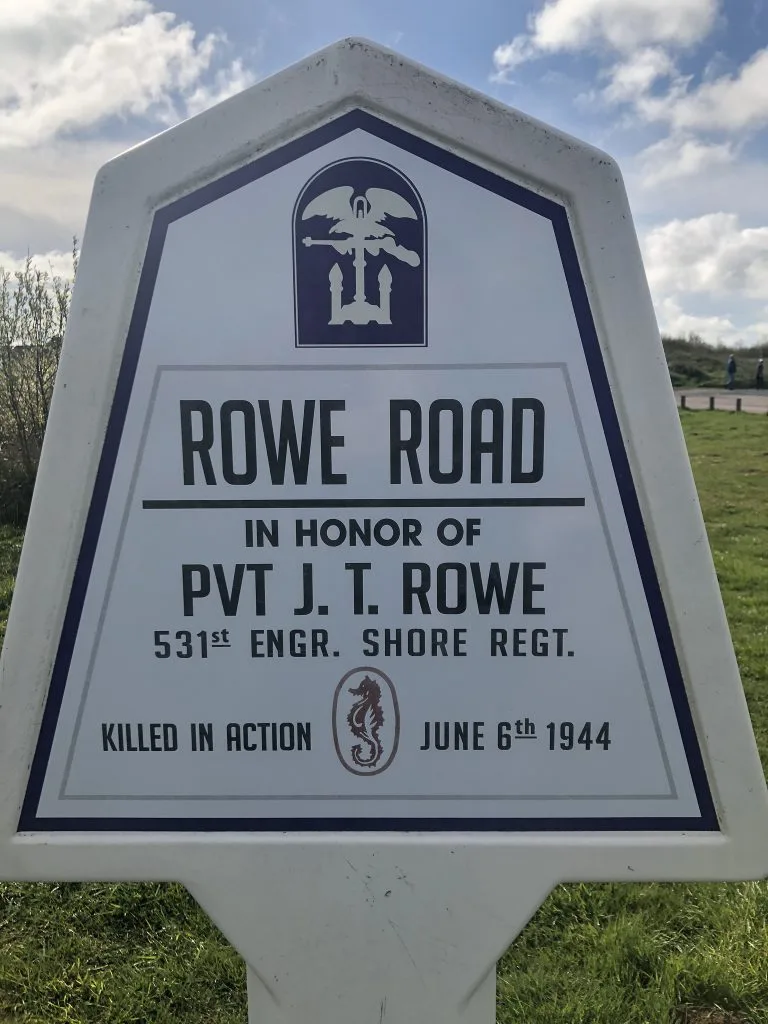 ROWE ROAD
IN HONOR OF
PVT J. T. ROWE
531st ENGR. SHORE REGT.
KILLED IN ACTION JUNE 6th 1944